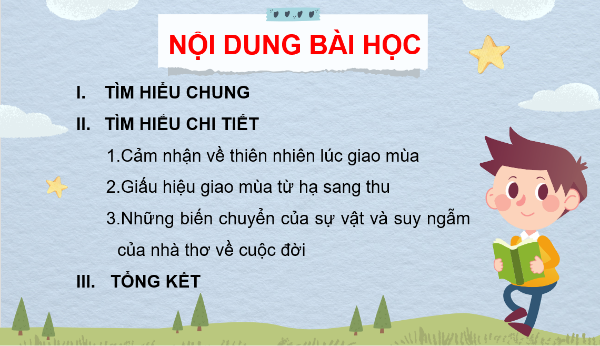 NỘI DUNG BÀI HỌC
I. TÌM HIỂU CHUNG
II. TÌM HIỂU CHI TIẾT
1.Cảm nhận về thiên nhiên lúc giao mùa
2.Giấu hiệu giao mùa từ hạ sang thu
3.Những biến chuyển của sự vật và suy ngẫm
của nhà thơ về cuộc đời
III. TỔNG KẾT